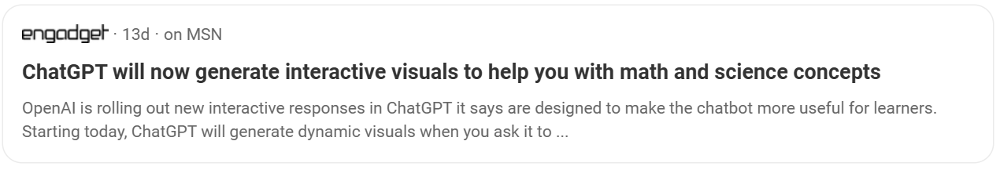 engadget · 13d · on MSN
ChatGPT will now generate interactive visuals to help you with math and science concepts
OpenAI is rolling out new interactive responses in ChatGPT it says are designed to make the chatbot more useful for learners.
Starting today, ChatGPT will generate dynamic visuals when you ask it to ...